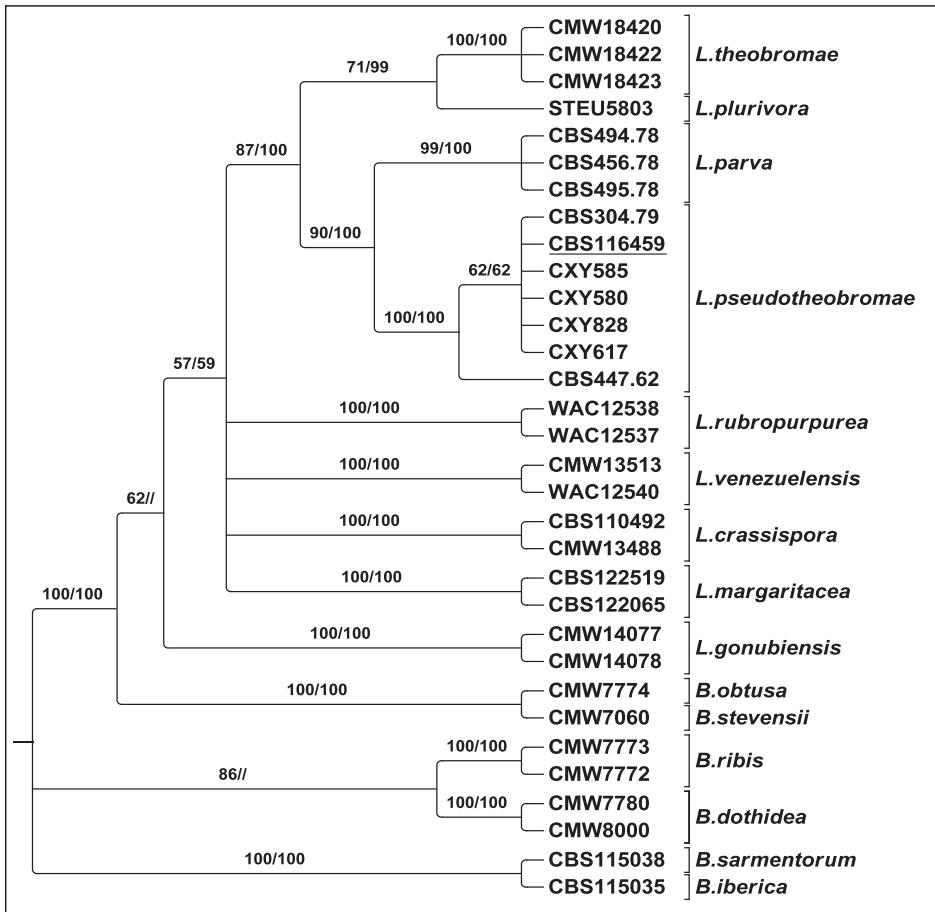 100/100
CMW18420
CMW18422
CMW18423
L.theobromae
71/99
STEU5803
L.plurivora
87/100
99/100
CBS494.78
CBS456.78
CBS495.78
L.parva
90/100
CBS304.79
CBS116459
62/62
CXY585
CXY580
CXY828
CXY617
100/100
CBS447.62
L.pseudotheobromae
57/59
100/100
WAC12538
WAC12537
L.rubropurpurea
100/100
CMW13513
WAC12540
L.venezuelensis
62//
100/100
CBS110492
CMW13488
L.crassispora
100/100
CBS122519
CBS122065
L.margaritacea
100/100
100/100
CMW14077
CMW14078
L.gonubiensis
100/100
CMW7774
B.obtusa
CMW7060
B.stevensii
100/100
CMW7773
CMW7772
B.ribis
86//
100/100
CMW7780
CMW8000
B.dothidea
100/100
CBS115038
B.sarmentorum
CBS115035
B.iberica